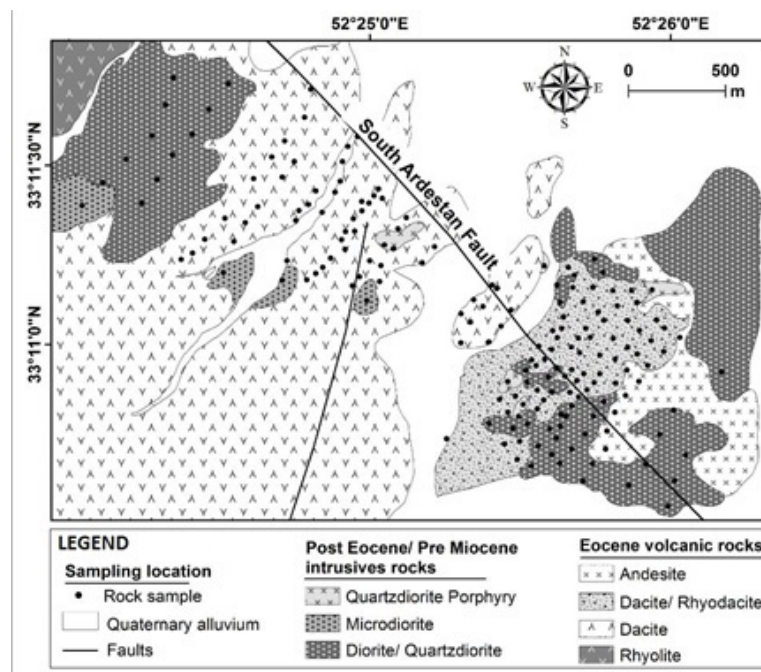 52°25'0"E
52°26'0"E
33°11'30"N
33°11'0"N
N
W
E
S
0
500
m
South Ardestan Fault
LEGEND
Sampling location
Rock sample
Quaternary alluvium
Faults
Post Eocene/ Pre Miocene
intrusives rocks
Quartzdiorite Porphyry
Microdiorite
Diorite/ Quartzdiorite
Eocene volcanic rocks
Andesite
Dacite/ Rhyodacite
Dacite
Rhyolite